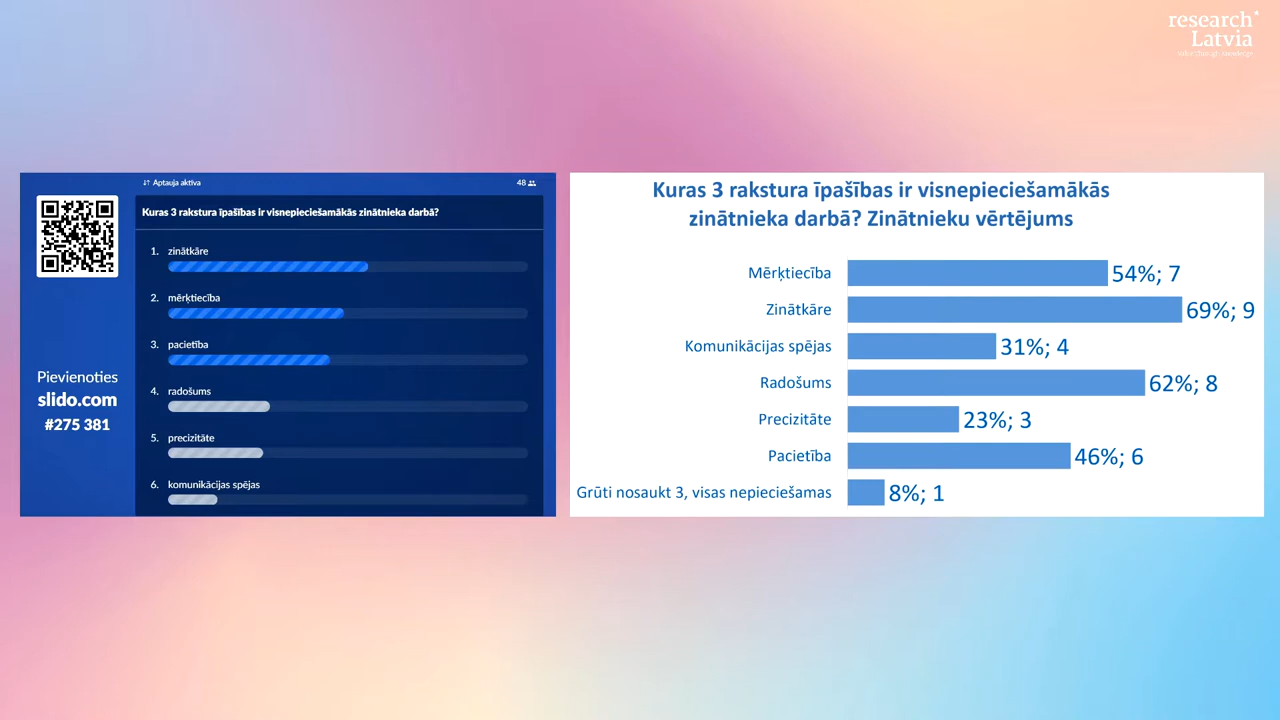 research*
Latvia
Value through knowledge
↓↑ Aptauja aktīva
48
Kuras 3 rakstura īpašības ir visnepieciešamākās zinātnieka darbā?
1. zinātkāre
2. mērķtiecība
3. pacietība
4. radošums
5. precizitāte
6. komunikācijas spējas
Pievienoties
slido.com
#275 381
Kuras 3 rakstura īpašības ir visnepieciešamākās
zinātnieka darbā? Zinātnieku vērtējums
Mērķtiecība 54%; 7
Zinātkāre 69%; 9
Komunikācijas spējas 31%; 4
Radošums 62%; 8
Precizitāte 23%; 3
Pacietība 46%; 6
Grūti nosaukt 3, visas nepieciešamas 8%; 1